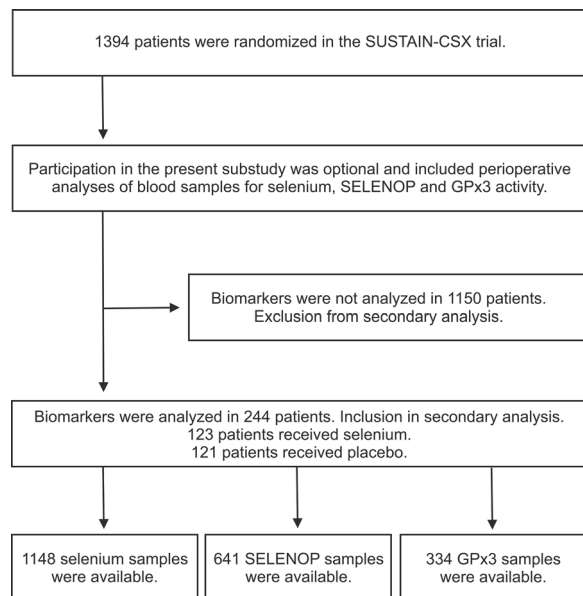 1394 patients were randomized in the SUSTAIN-CSX trial.
Participation in the present substudy was optional and included perioperative
analyses of blood samples for selenium, SELENOP and GPx3 activity.
Biomarkers were not analyzed in 1150 patients.
Exclusion from secondary analysis.
Biomarkers were analyzed in 244 patients. Inclusion in secondary analysis.
123 patients received selenium.
121 patients received placebo.
1148 selenium samples
were available.
641 SELENOP samples
were available.
334 GPx3 samples
were available.